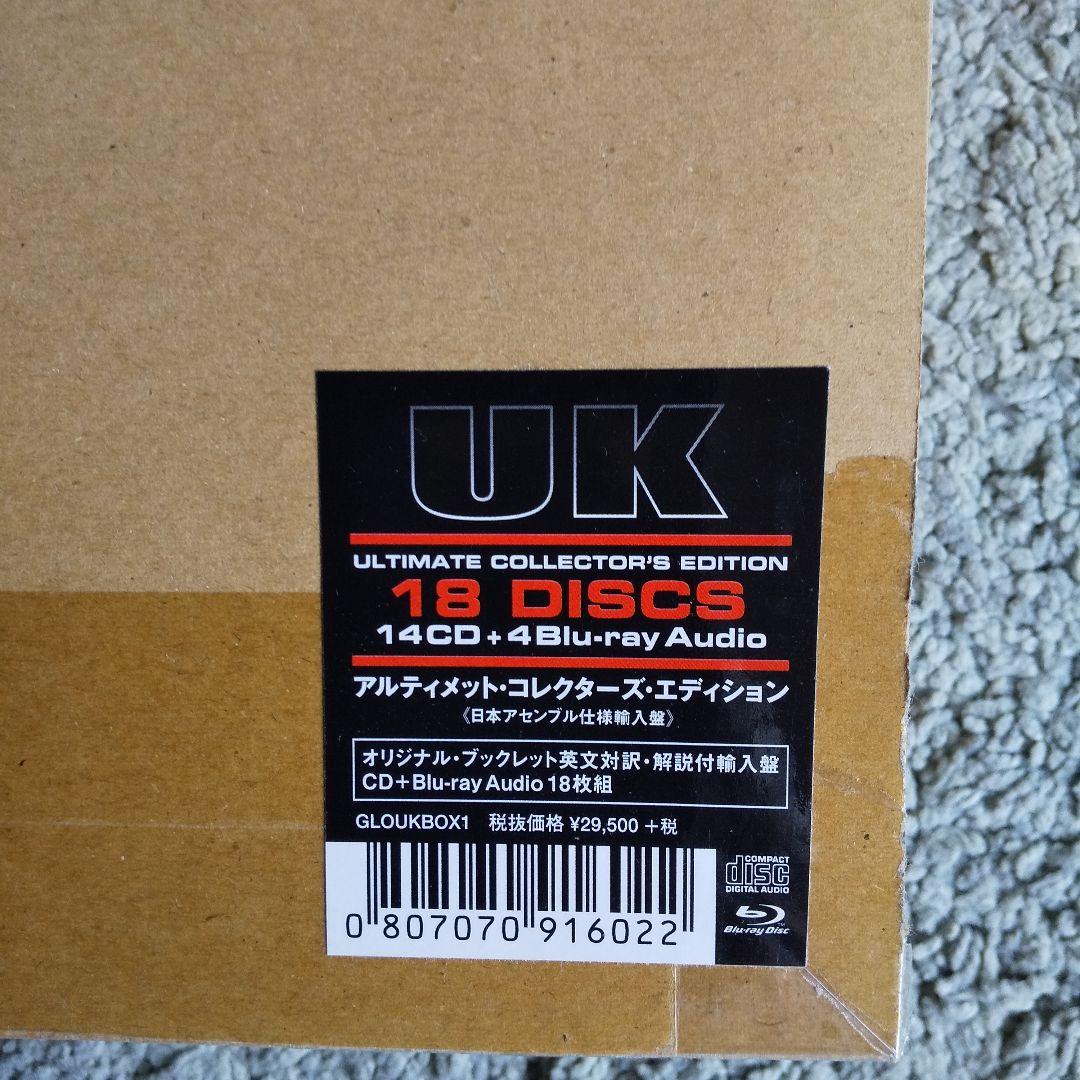 UK
ULTIMATE COLLECTOR'S EDITION
18 DISCS
14CD+4Blu-ray Audio
アルティメット・コレクターズ・エディション
《日本アセンブル仕様輸入盤》
オリジナル・ブックレット英文対訳・解説付輸入盤
CD+Blu-ray Audio 18枚組
GLOUKBOX1 税抜価格 ¥29,500 +税
0 807070 916022
COMPACT
disc
DIGITAL AUDIO
Blu-ray Disc